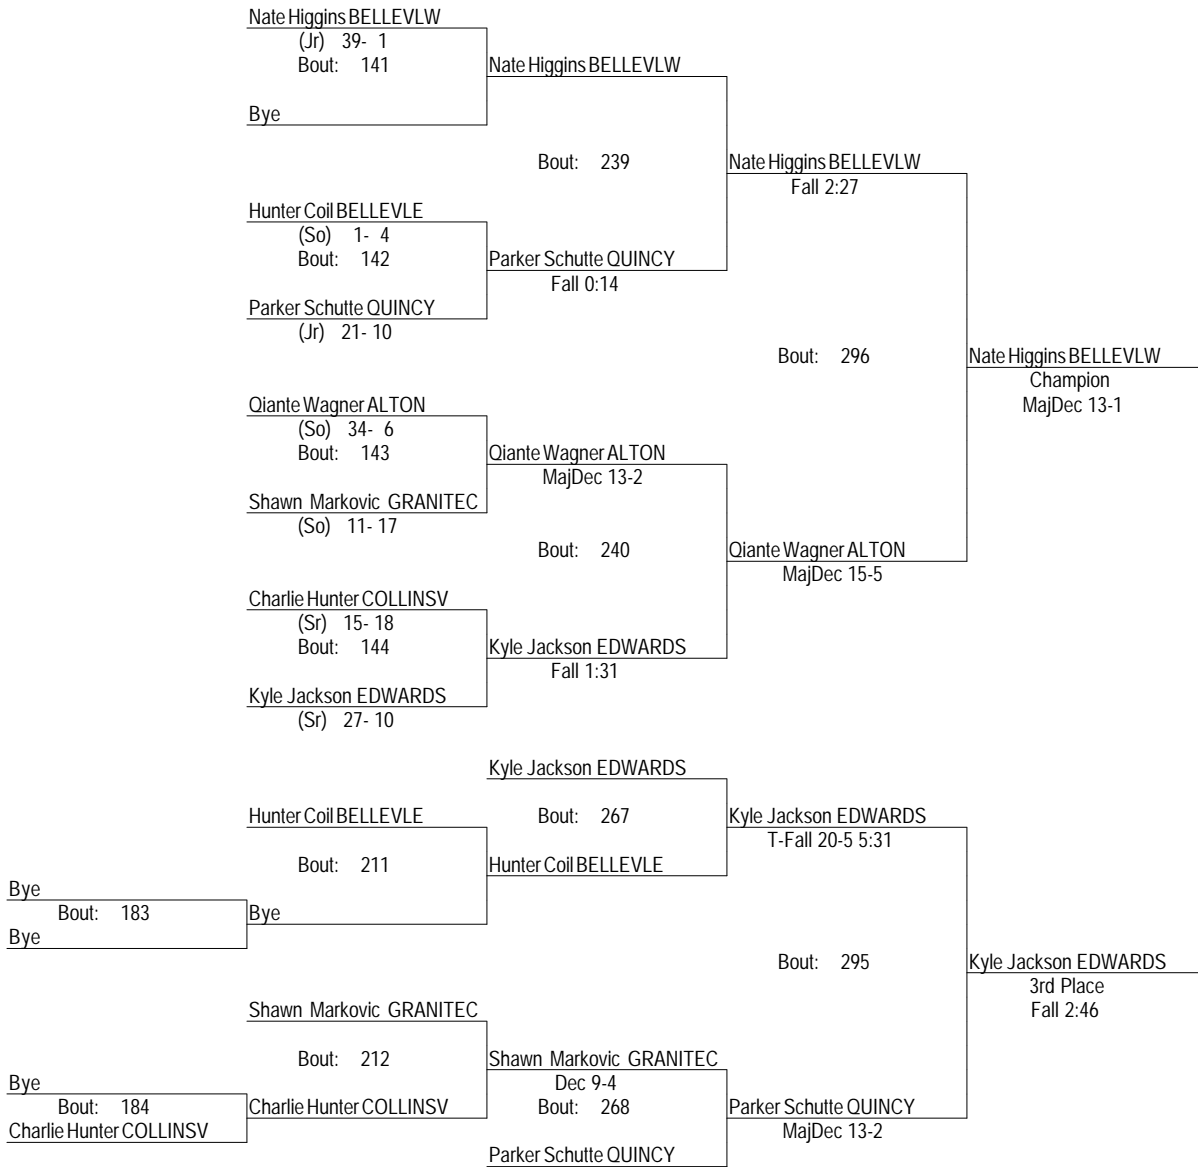 Nate Higgins BELLEVLW
(Jr) 39- 1
Bout: 141
Nate Higgins BELLEVLW
Bye
Bout: 239
Nate Higgins BELLEVLW
Fall 2:27
Hunter Coil BELLEVLE
(So) 1- 4
Bout: 142
Parker Schutte QUINCY
Fall 0:14
Parker Schutte QUINCY
(Jr) 21- 10
Bout: 296
Nate Higgins BELLEVLW
Champion
MajDec 13-1
Qiante Wagner ALTON
(So) 34- 6
Bout: 143
Qiante Wagner ALTON
MajDec 13-2
Shawn Markovic GRANITEC
(So) 11- 17
Bout: 240
Qiante Wagner ALTON
MajDec 15-5
Charlie Hunter COLLINSV
(Sr) 15- 18
Bout: 144
Kyle Jackson EDWARDS
Fall 1:31
Kyle Jackson EDWARDS
(Sr) 27- 10
Kyle Jackson EDWARDS
Hunter Coil BELLEVLE
Bout: 267
Kyle Jackson EDWARDS
T-Fall 20-5 5:31
Bout: 211
Hunter Coil BELLEVLE
Bye
Bout: 183
Bye
Bye
Bout: 295
Kyle Jackson EDWARDS
3rd Place
Fall 2:46
Shawn Markovic GRANITEC
Bout: 212
Shawn Markovic GRANITEC
Dec 9-4
Bye
Bout: 184
Charlie Hunter COLLINSV
Bout: 268
Parker Schutte QUINCY
MajDec 13-2
Charlie Hunter COLLINSV
Parker Schutte QUINCY